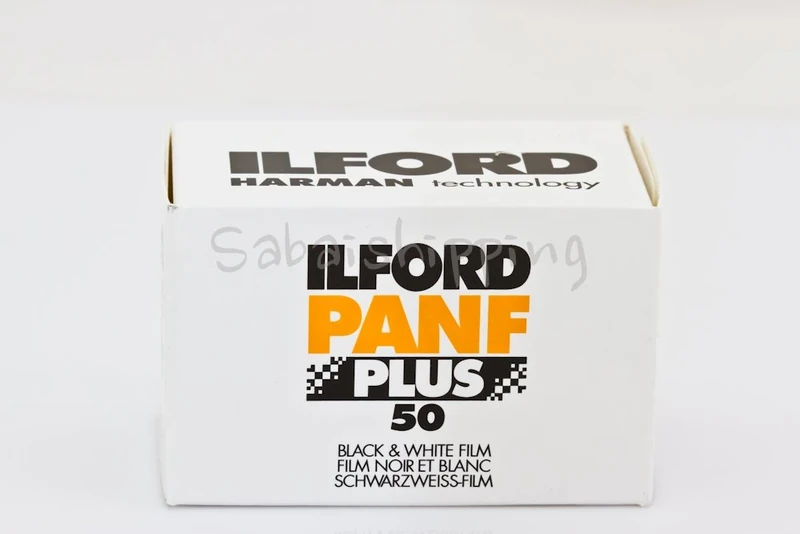 ILFORD
HARMAN technology
Sabaishipping
ILFORD
PANF
PLUS
50
BLACK & WHITE FILM
FILM NOIR ET BLANC
SCHWARZWEISS-FILM